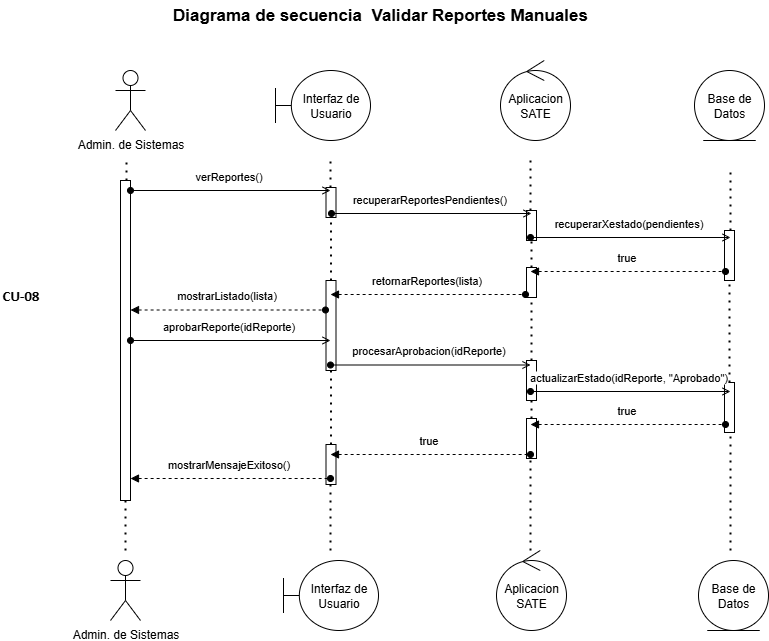 Diagrama de secuencia  Validar Reportes Manuales
Admin. de Sistemas
Interfaz de
Usuario
Aplicacion
SATE
Base de
Datos
verReportes()
recuperarReportesPendientes()
recuperarXestado(pendientes)
true
retornarReportes(lista)
mostrarListado(lista)
CU-08
aprobarReporte(idReporte)
procesarAprobacion(idReporte)
actualizarEstado(idReporte, "Aprobado")
true
true
mostrarMensajeExitoso()
Admin. de Sistemas
Interfaz de
Usuario
Aplicacion
SATE
Base de
Datos